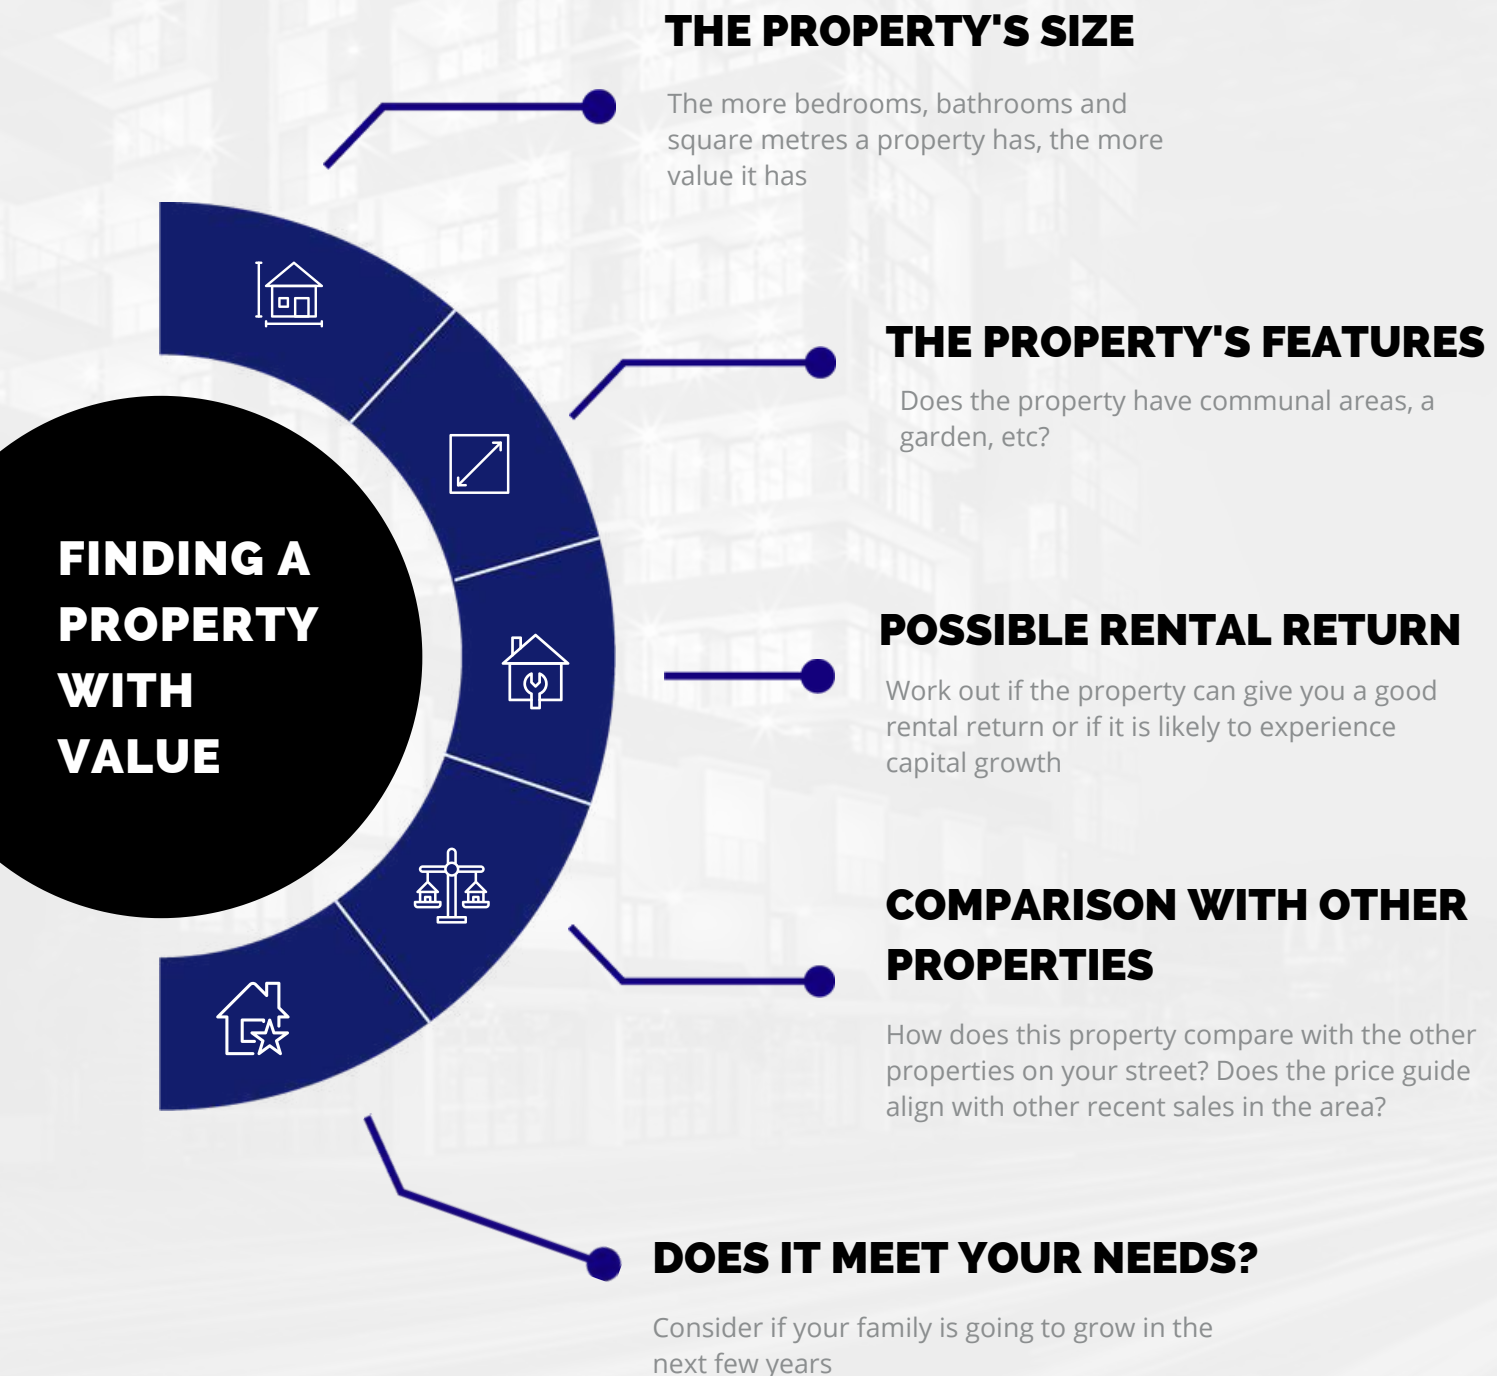 THE PROPERTY'S SIZE
The more bedrooms, bathrooms and
square metres a property has, the more
value it has
THE PROPERTY'S FEATURES
Does the property have communal areas, a
garden, etc?
FINDING A
PROPERTY
WITH
VALUE
POSSIBLE RENTAL RETURN
Work out if the property can give you a good
rental return or if it is likely to experience
capital growth
COMPARISON WITH OTHER
PROPERTIES
How does this property compare with the other
properties on your street? Does the price guide
align with other recent sales in the area?
DOES IT MEET YOUR NEEDS?
Consider if your family is going to grow in the
next few years